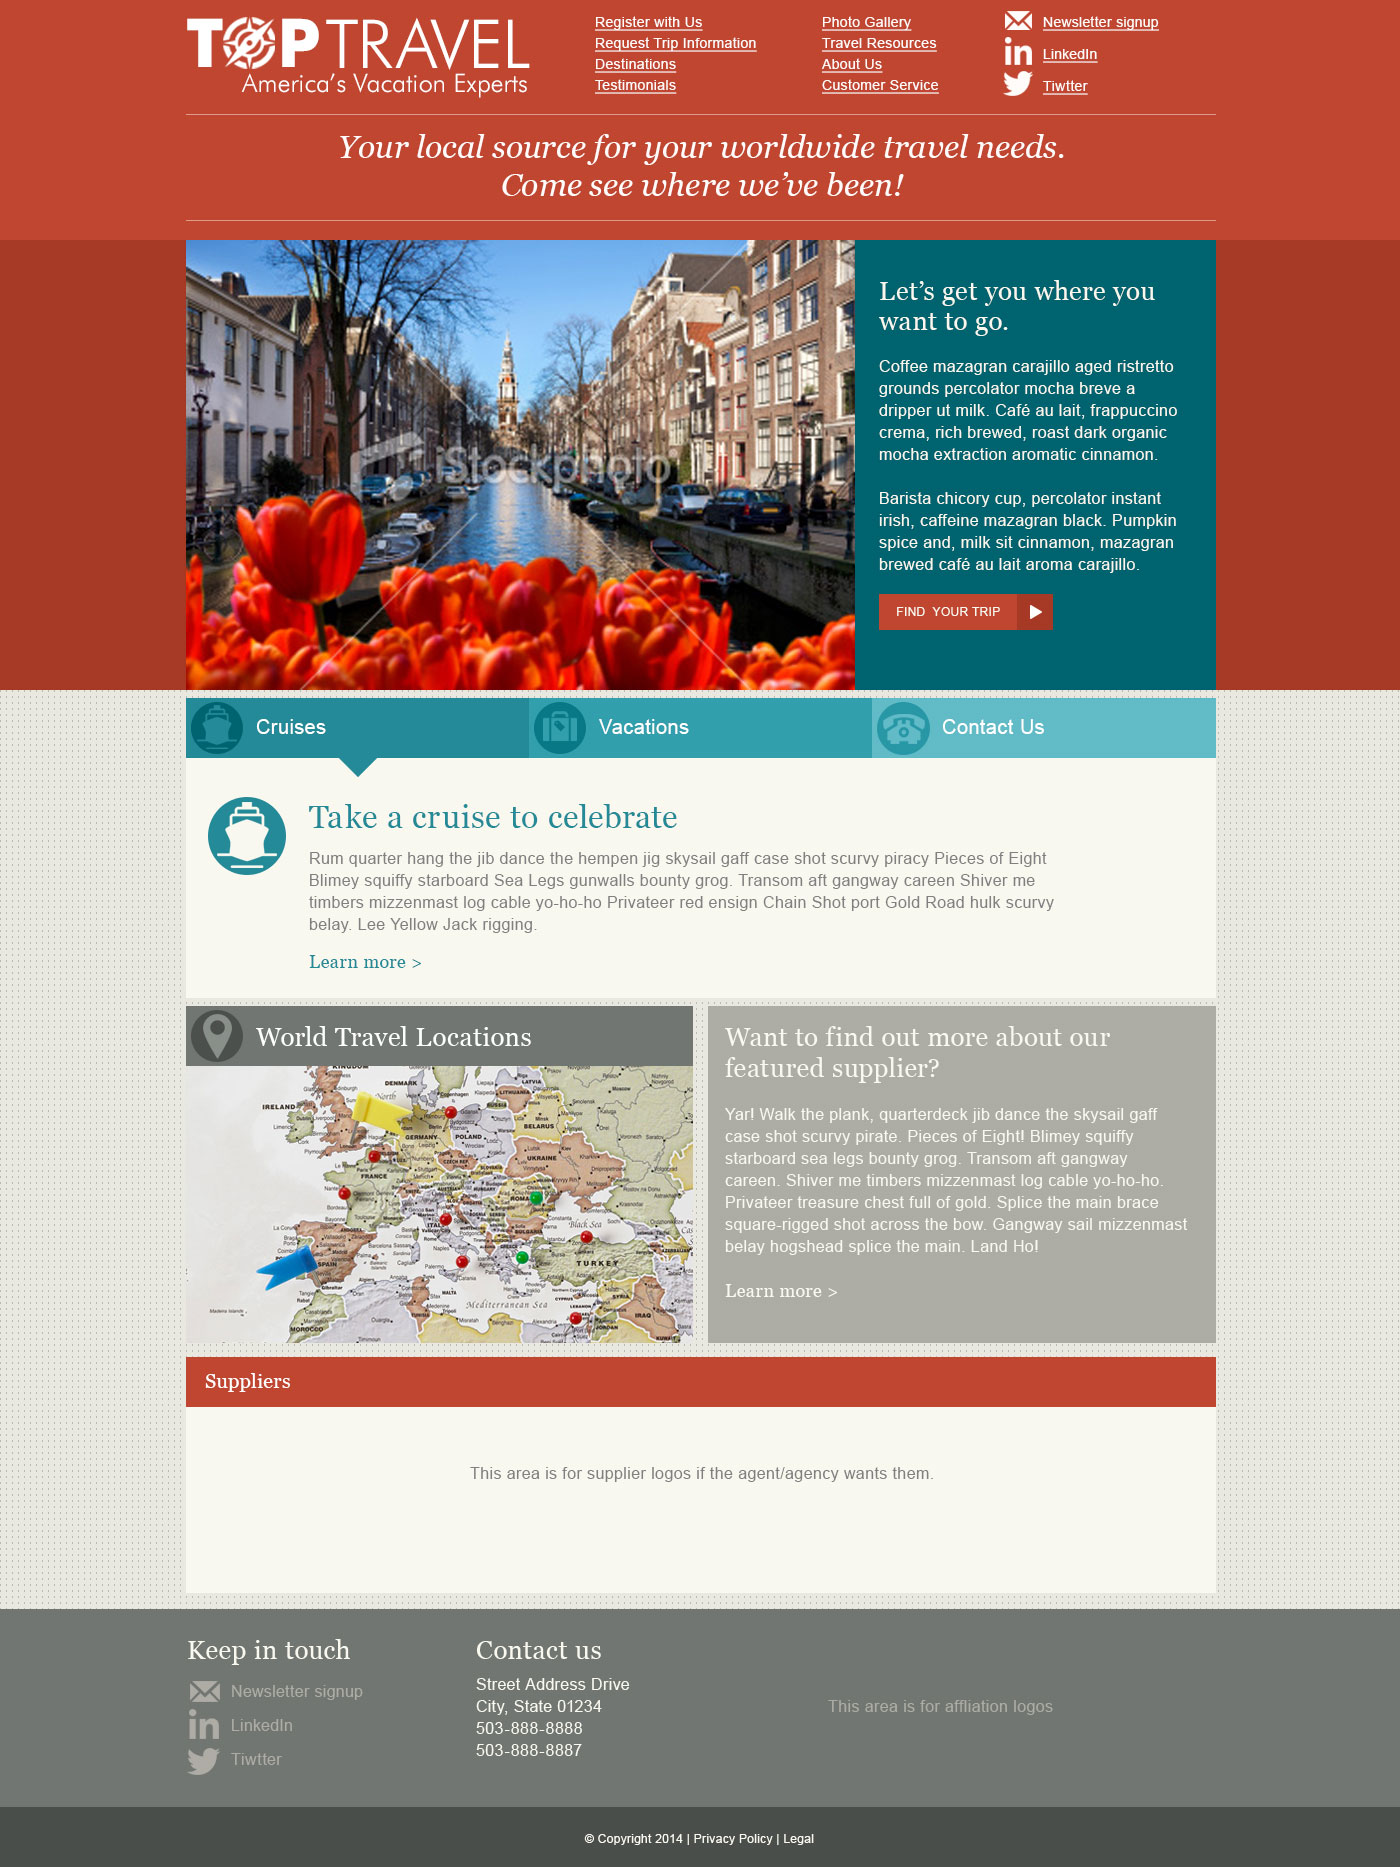 TOPTRAVEL
America's Vacation Experts
Register with Us
Request Trip Information
Destinations
Testimonials
Photo Gallery
Travel Resources
About Us
Customer Service
Newsletter signup
LinkedIn
Tiwtter
Your local source for your worldwide travel needs.
Come see where we've been!
iStockphoto
Let's get you where you
want to go.
Coffee mazagran carajillo aged ristretto
grounds percolator mocha breve a
dripper ut milk. Café au lait, frappuccino
crema, rich brewed, roast dark organic
mocha extraction aromatic cinnamon.
Barista chicory cup, percolator instant
irish, caffeine mazagran black. Pumpkin
spice and, milk sit cinnamon, mazagran
brewed café au lait aroma carajillo.
FIND YOUR TRIP
Cruises
Vacations
Contact Us
Take a cruise to celebrate
Rum quarter hang the jib dance the hempen jig skysail gaff case shot scurvy piracy Pieces of Eight
Blimey squiffy starboard Sea Legs gunwalls bounty grog. Transom aft gangway careen Shiver me
timbers mizzenmast log cable yo-ho-ho Privateer red ensign Chain Shot port Gold Road hulk scurvy
belay. Lee Yellow Jack rigging.
Learn more >
World Travel Locations
KINGDOM
DENMARK
Copenhagen
LATVIA
LITHUANIA
RUSSIA
IRELAND
North
BELARUS
GERMANY
POLAND
UKRAINE
ITALY
Black Sea
SPAIN
TURKEY
Mediterranean Sea
MOROCCO
SYRIA
IRAQ
JORDAN
KUWAIT
Want to find out more about our
featured supplier?
Yar! Walk the plank, quarterdeck jib dance the skysail gaff
case shot scurvy pirate. Pieces of Eight! Blimey squiffy
starboard sea legs bounty grog. Transom aft gangway
careen. Shiver me timbers mizzenmast log cable yo-ho-ho.
Privateer treasure chest full of gold. Splice the main brace
square-rigged shot across the bow. Gangway sail mizzenmast
belay hogshead splice the main. Land Ho!
Learn more >
Suppliers
This area is for supplier logos if the agent/agency wants them.
Keep in touch
Newsletter signup
LinkedIn
Tiwtter
Contact us
Street Address Drive
City, State 01234
503-888-8888
503-888-8887
This area is for affliation logos
© Copyright 2014 | Privacy Policy | Legal